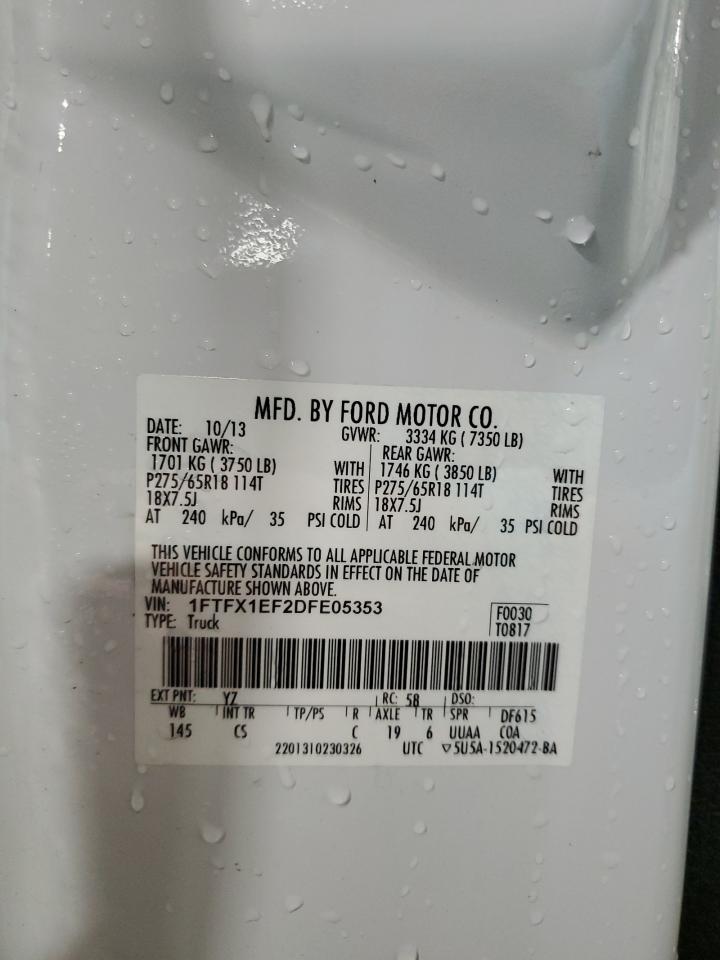 MFD. BY FORD MOTOR CO.
DATE: 10/13 GVWR: 3334 KG ( 7350 LB)
FRONT GAWR: REAR GAWR:
1701 KG ( 3750 LB) WITH 1746 KG ( 3850 LB) WITH
P275/65R18 114T TIRES P275/65R18 114T TIRES
18X7.5J RIMS 18X7.5J RIMS
AT 240 kPa/ 35 PSI COLD AT 240 kPa/ 35 PSI COLD
THIS VEHICLE CONFORMS TO ALL APPLICABLE FEDERAL MOTOR
VEHICLE SAFETY STANDARDS IN EFFECT ON THE DATE OF
MANUFACTURE SHOWN ABOVE.
VIN: 1FTFX1EF2DFE05353 F0030
TYPE: Truck T0817
EXT PNT: YZ RC: 58 DSO:
WB INT TR TP/PS R AXLE TR SPR DF615
145 CS C 19 6 UUAA COA
2201310230326 UTC ▽5U5A-1520472-BA